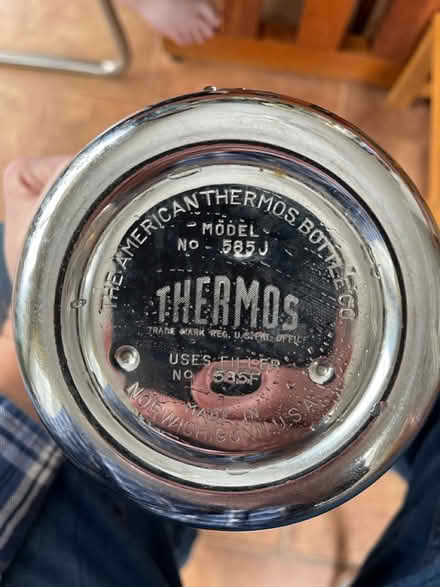 THE AMERICAN THERMOS BOTTLE CO.
MODEL
No 585J
THERMOS
TRADE MARK REG. U.S. PAT. OFFICE
USES FILLER
No 585F
MADE IN
NORWICH, CONN. U.S.A.